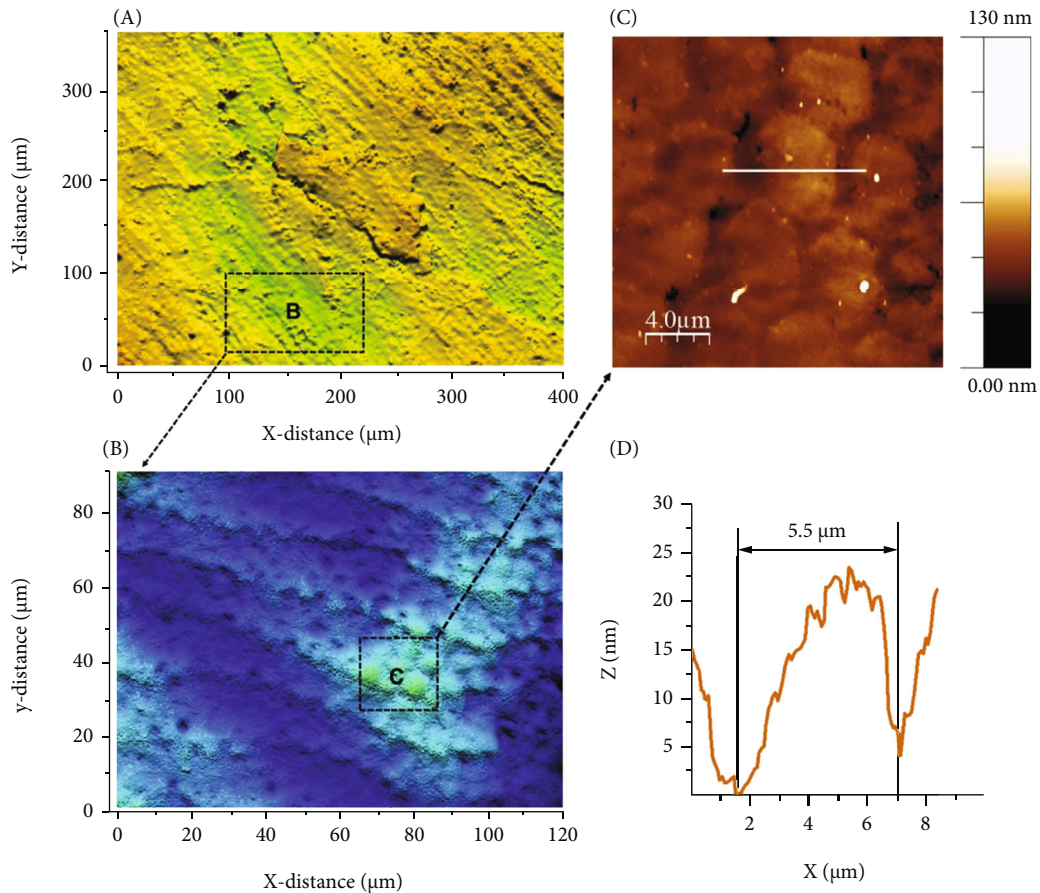 (A)
Y-distance (μm)
300
200
100
0
0 100 200 300 400
X-distance (μm)
B
(C)
4.0μm
130 nm
0.00 nm
(B)
y-distance (μm)
80
60
40
20
0
0 20 40 60 80 100 120
X-distance (μm)
C
(D)
Z (nm)
30
25
20
15
10
5
5.5 μm
2 4 6 8
X (μm)